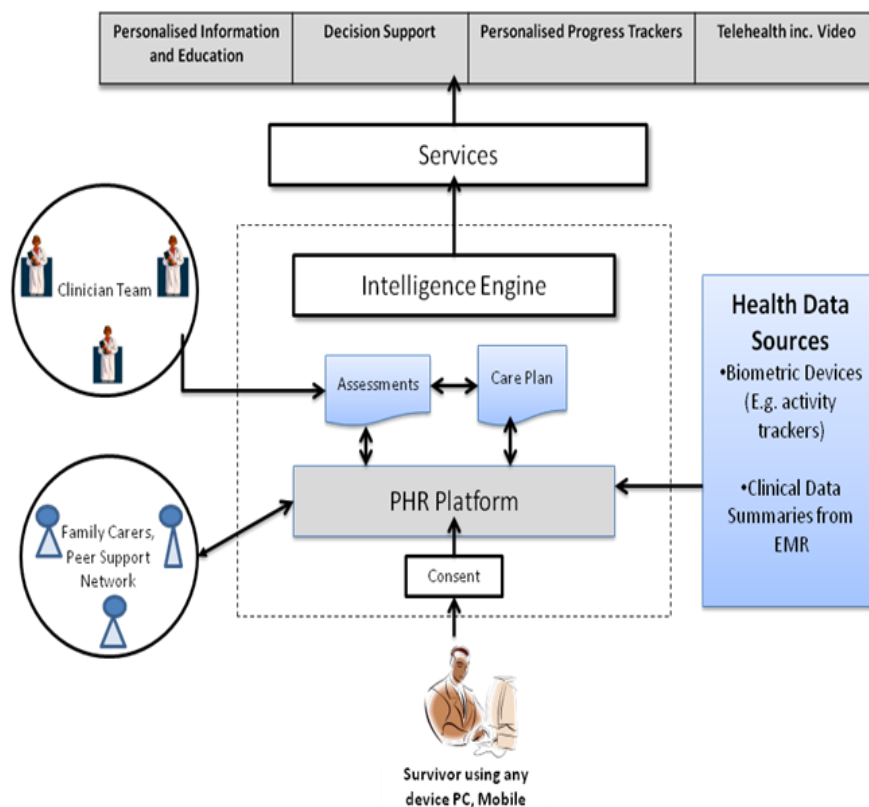 Personalised Information
and Education
Decision Support
Personalised Progress Trackers
Telehealth inc. Video
Services
Intelligence Engine
Clinician Team
Assessments
Care Plan
Health Data
Sources
•Biometric Devices
(E.g. activity
trackers)
•Clinical Data
Summaries from
EMR
PHR Platform
Family Carers,
Peer Support
Network
Consent
Survivor using any
device PC, Mobile